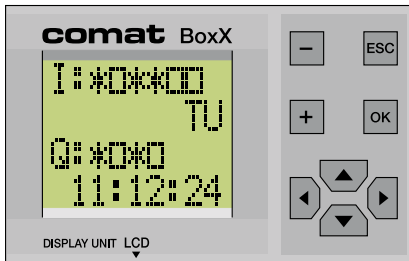 comat BoxX
I:*□**□□
TU
Q:*□*□
11:12:24
DISPLAY UNIT LCD
−
ESC
+
OK